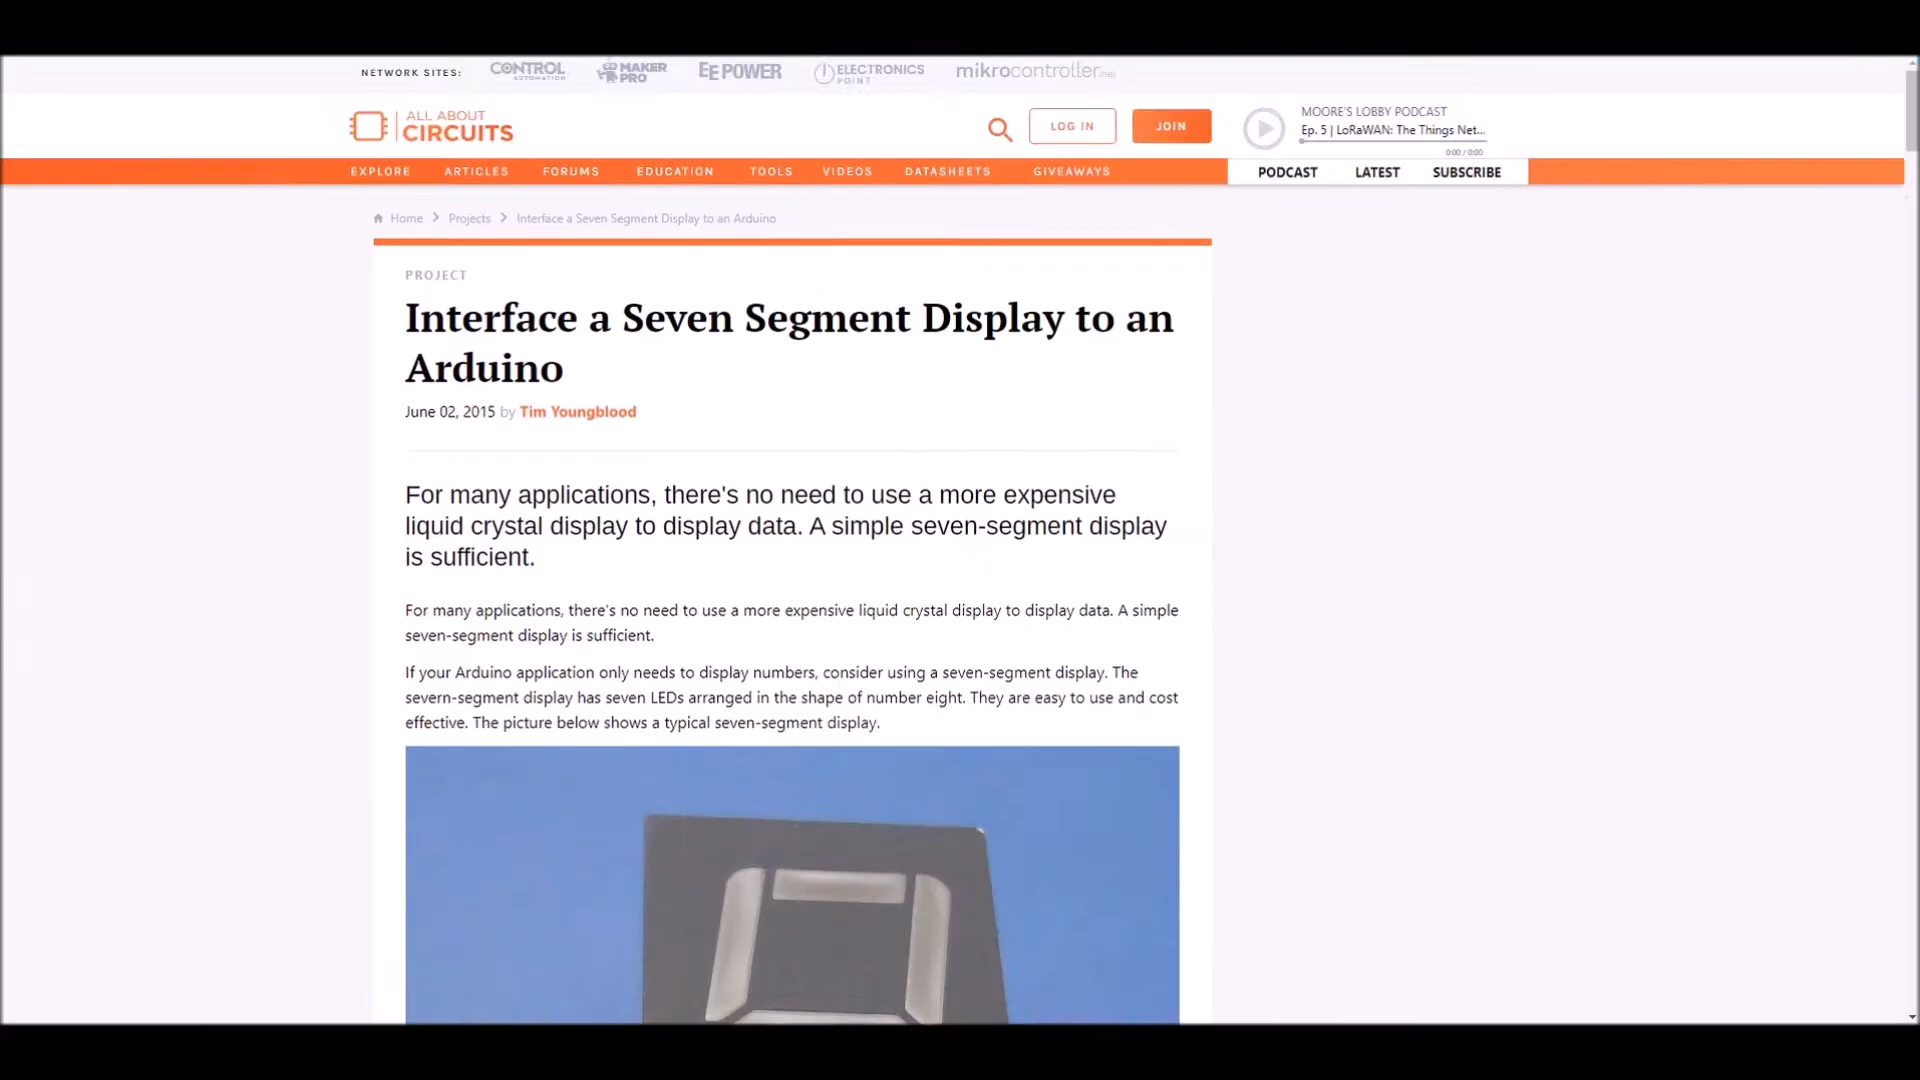 NETWORK SITES:
CONTROL
AUTOMATION
MAKER
PRO
EEPOWER
ELECTRONICS
POINT
mikrocontroller.net
ALL ABOUT
CIRCUITS
LOG IN
JOIN
MOORE'S LOBBY PODCAST
Ep. 5 | LoRaWAN: The Things Net...
0:00 / 0:00
EXPLORE ARTICLES FORUMS EDUCATION TOOLS VIDEOS DATASHEETS GIVEAWAYS
PODCAST LATEST SUBSCRIBE
Home > Projects > Interface a Seven Segment Display to an Arduino
PROJECT
Interface a Seven Segment Display to an
Arduino
June 02, 2015 by Tim Youngblood
For many applications, there's no need to use a more expensive
liquid crystal display to display data. A simple seven-segment display
is sufficient.
For many applications, there's no need to use a more expensive liquid crystal display to display data. A simple
seven-segment display is sufficient.
If your Arduino application only needs to display numbers, consider using a seven-segment display. The
severn-segment display has seven LEDs arranged in the shape of number eight. They are easy to use and cost
effective. The picture below shows a typical seven-segment display.